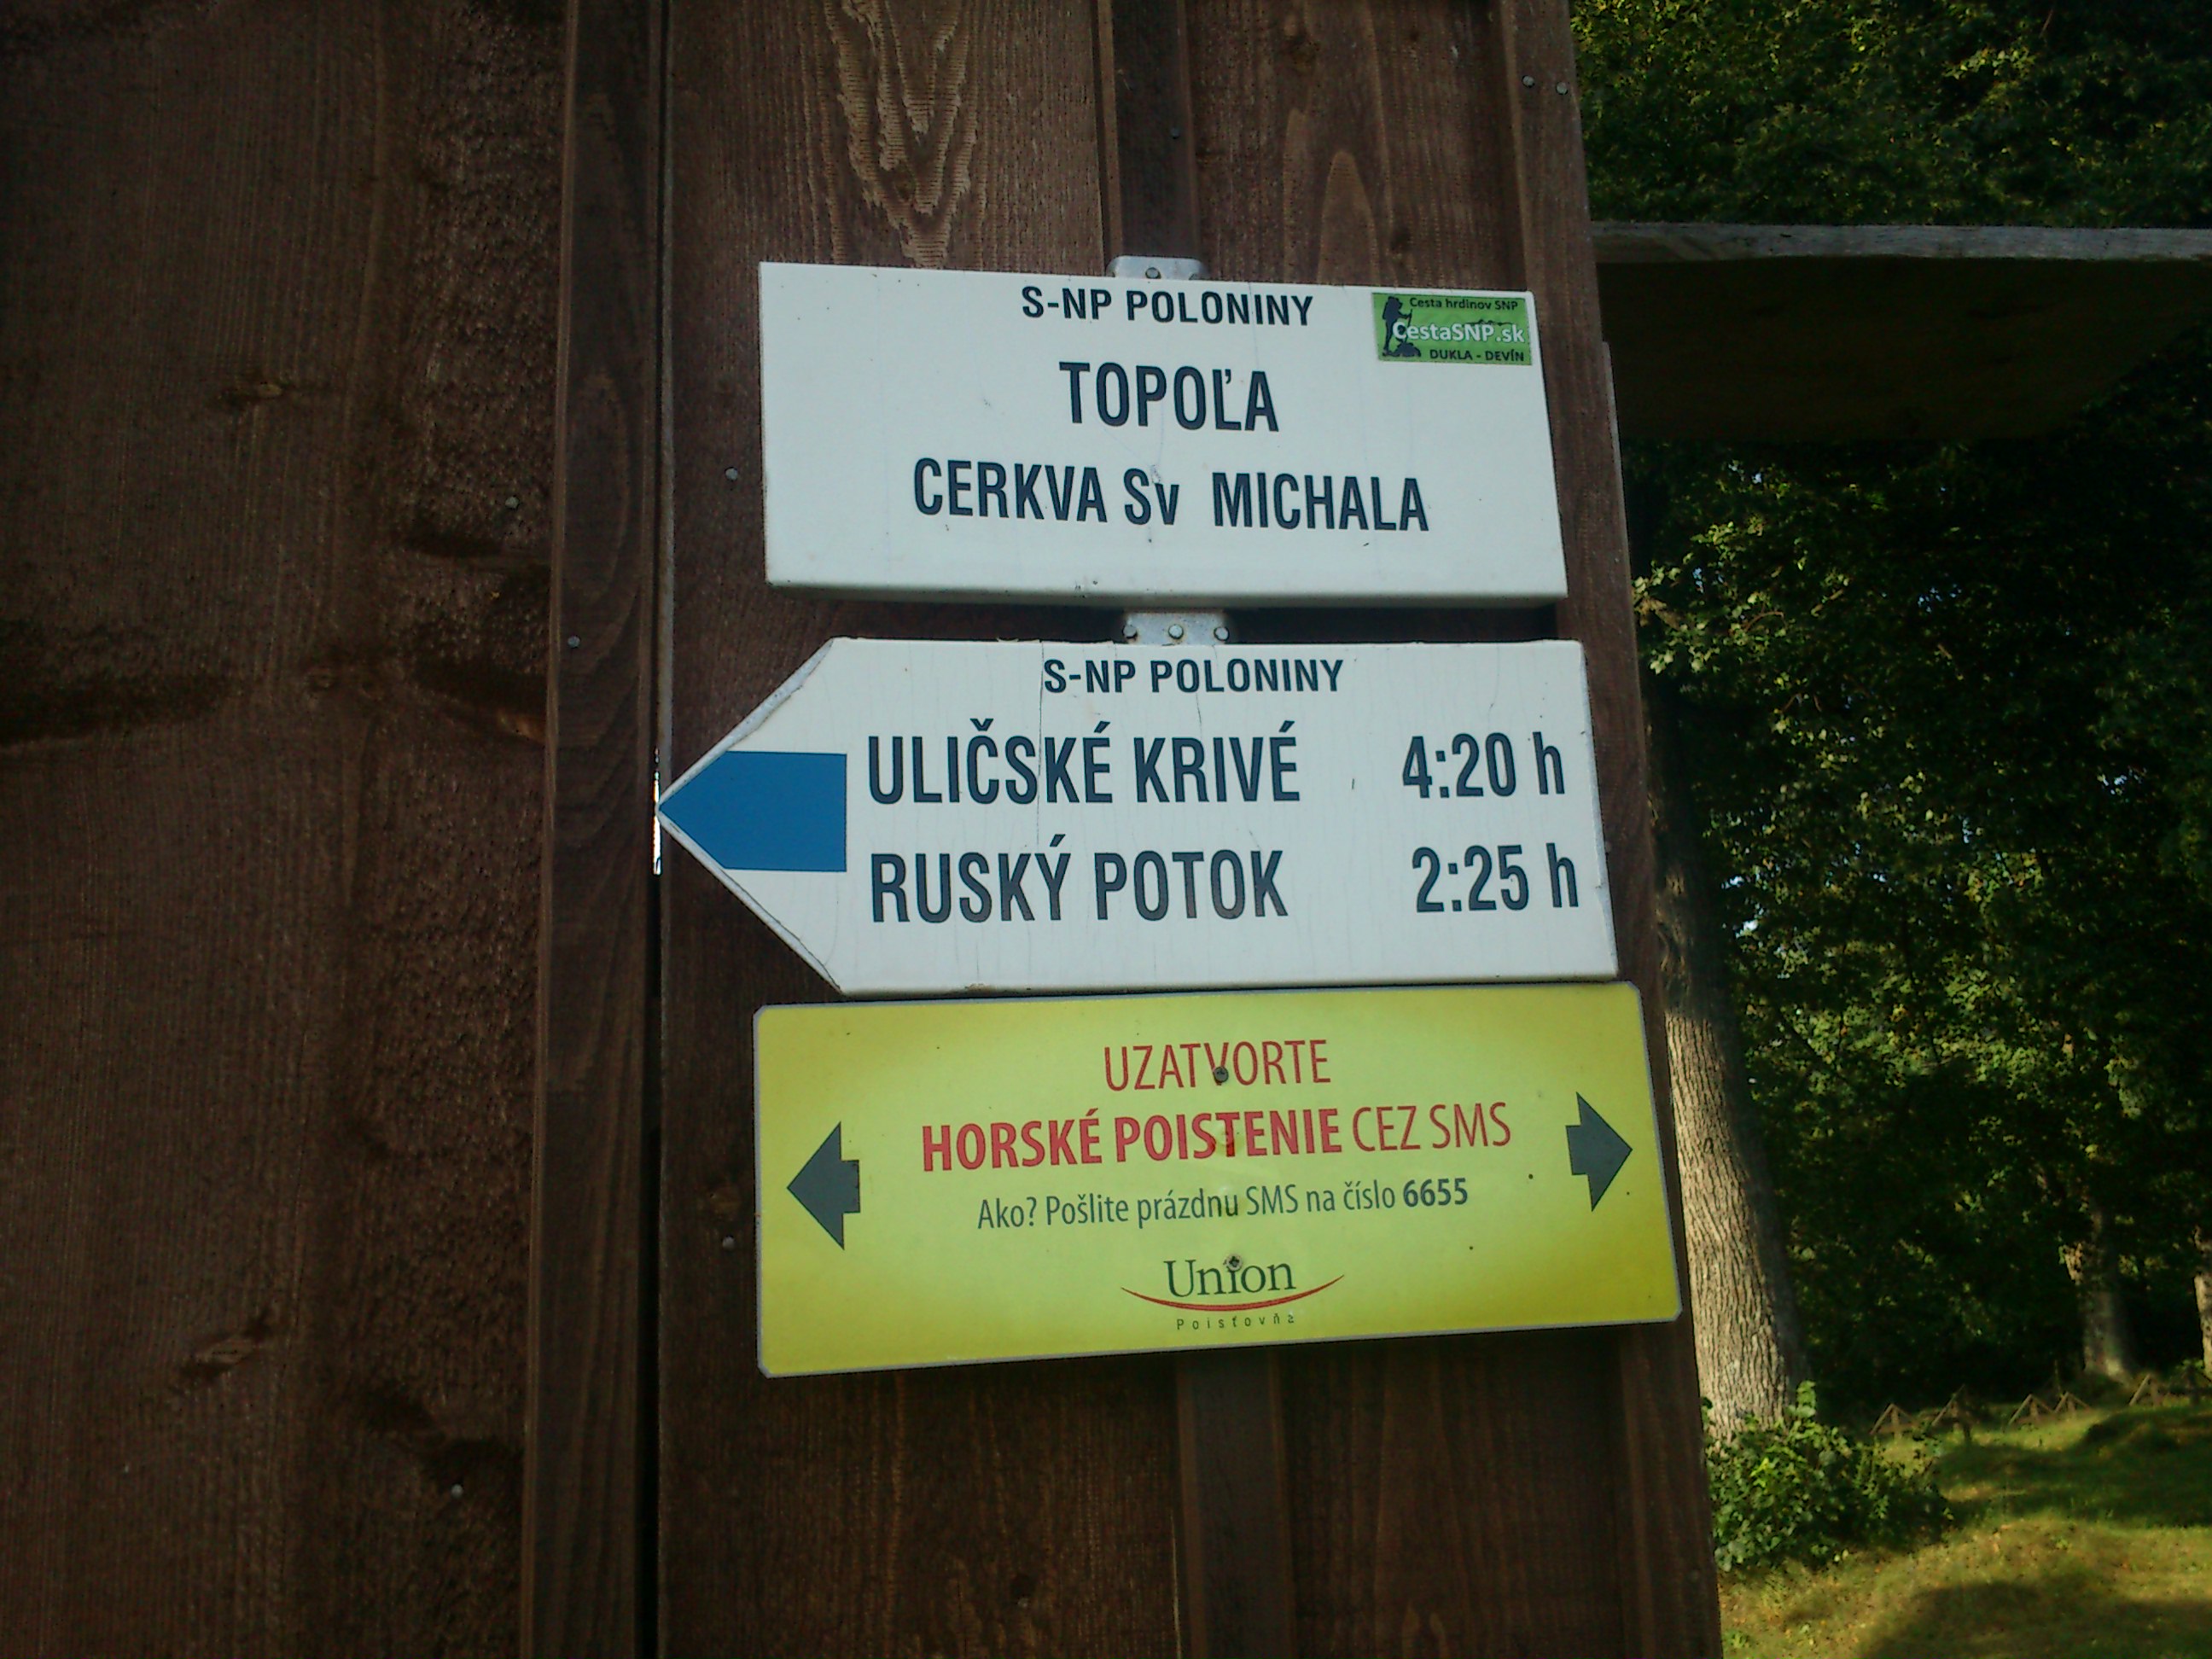 S-NP POLONINY
Cesta hrdinov SNP
CestaSNP.sk
DUKLA - DEVÍN
TOPOĽA
CERKVA Sv MICHALA
S-NP POLONINY
ULIČSKÉ KRIVÉ 4:20 h
RUSKÝ POTOK 2:25 h
UZATVORTE
HORSKÉ POISTENIE CEZ SMS
Ako? Pošlite prázdnu SMS na číslo 6655
Union
Poisťovňa